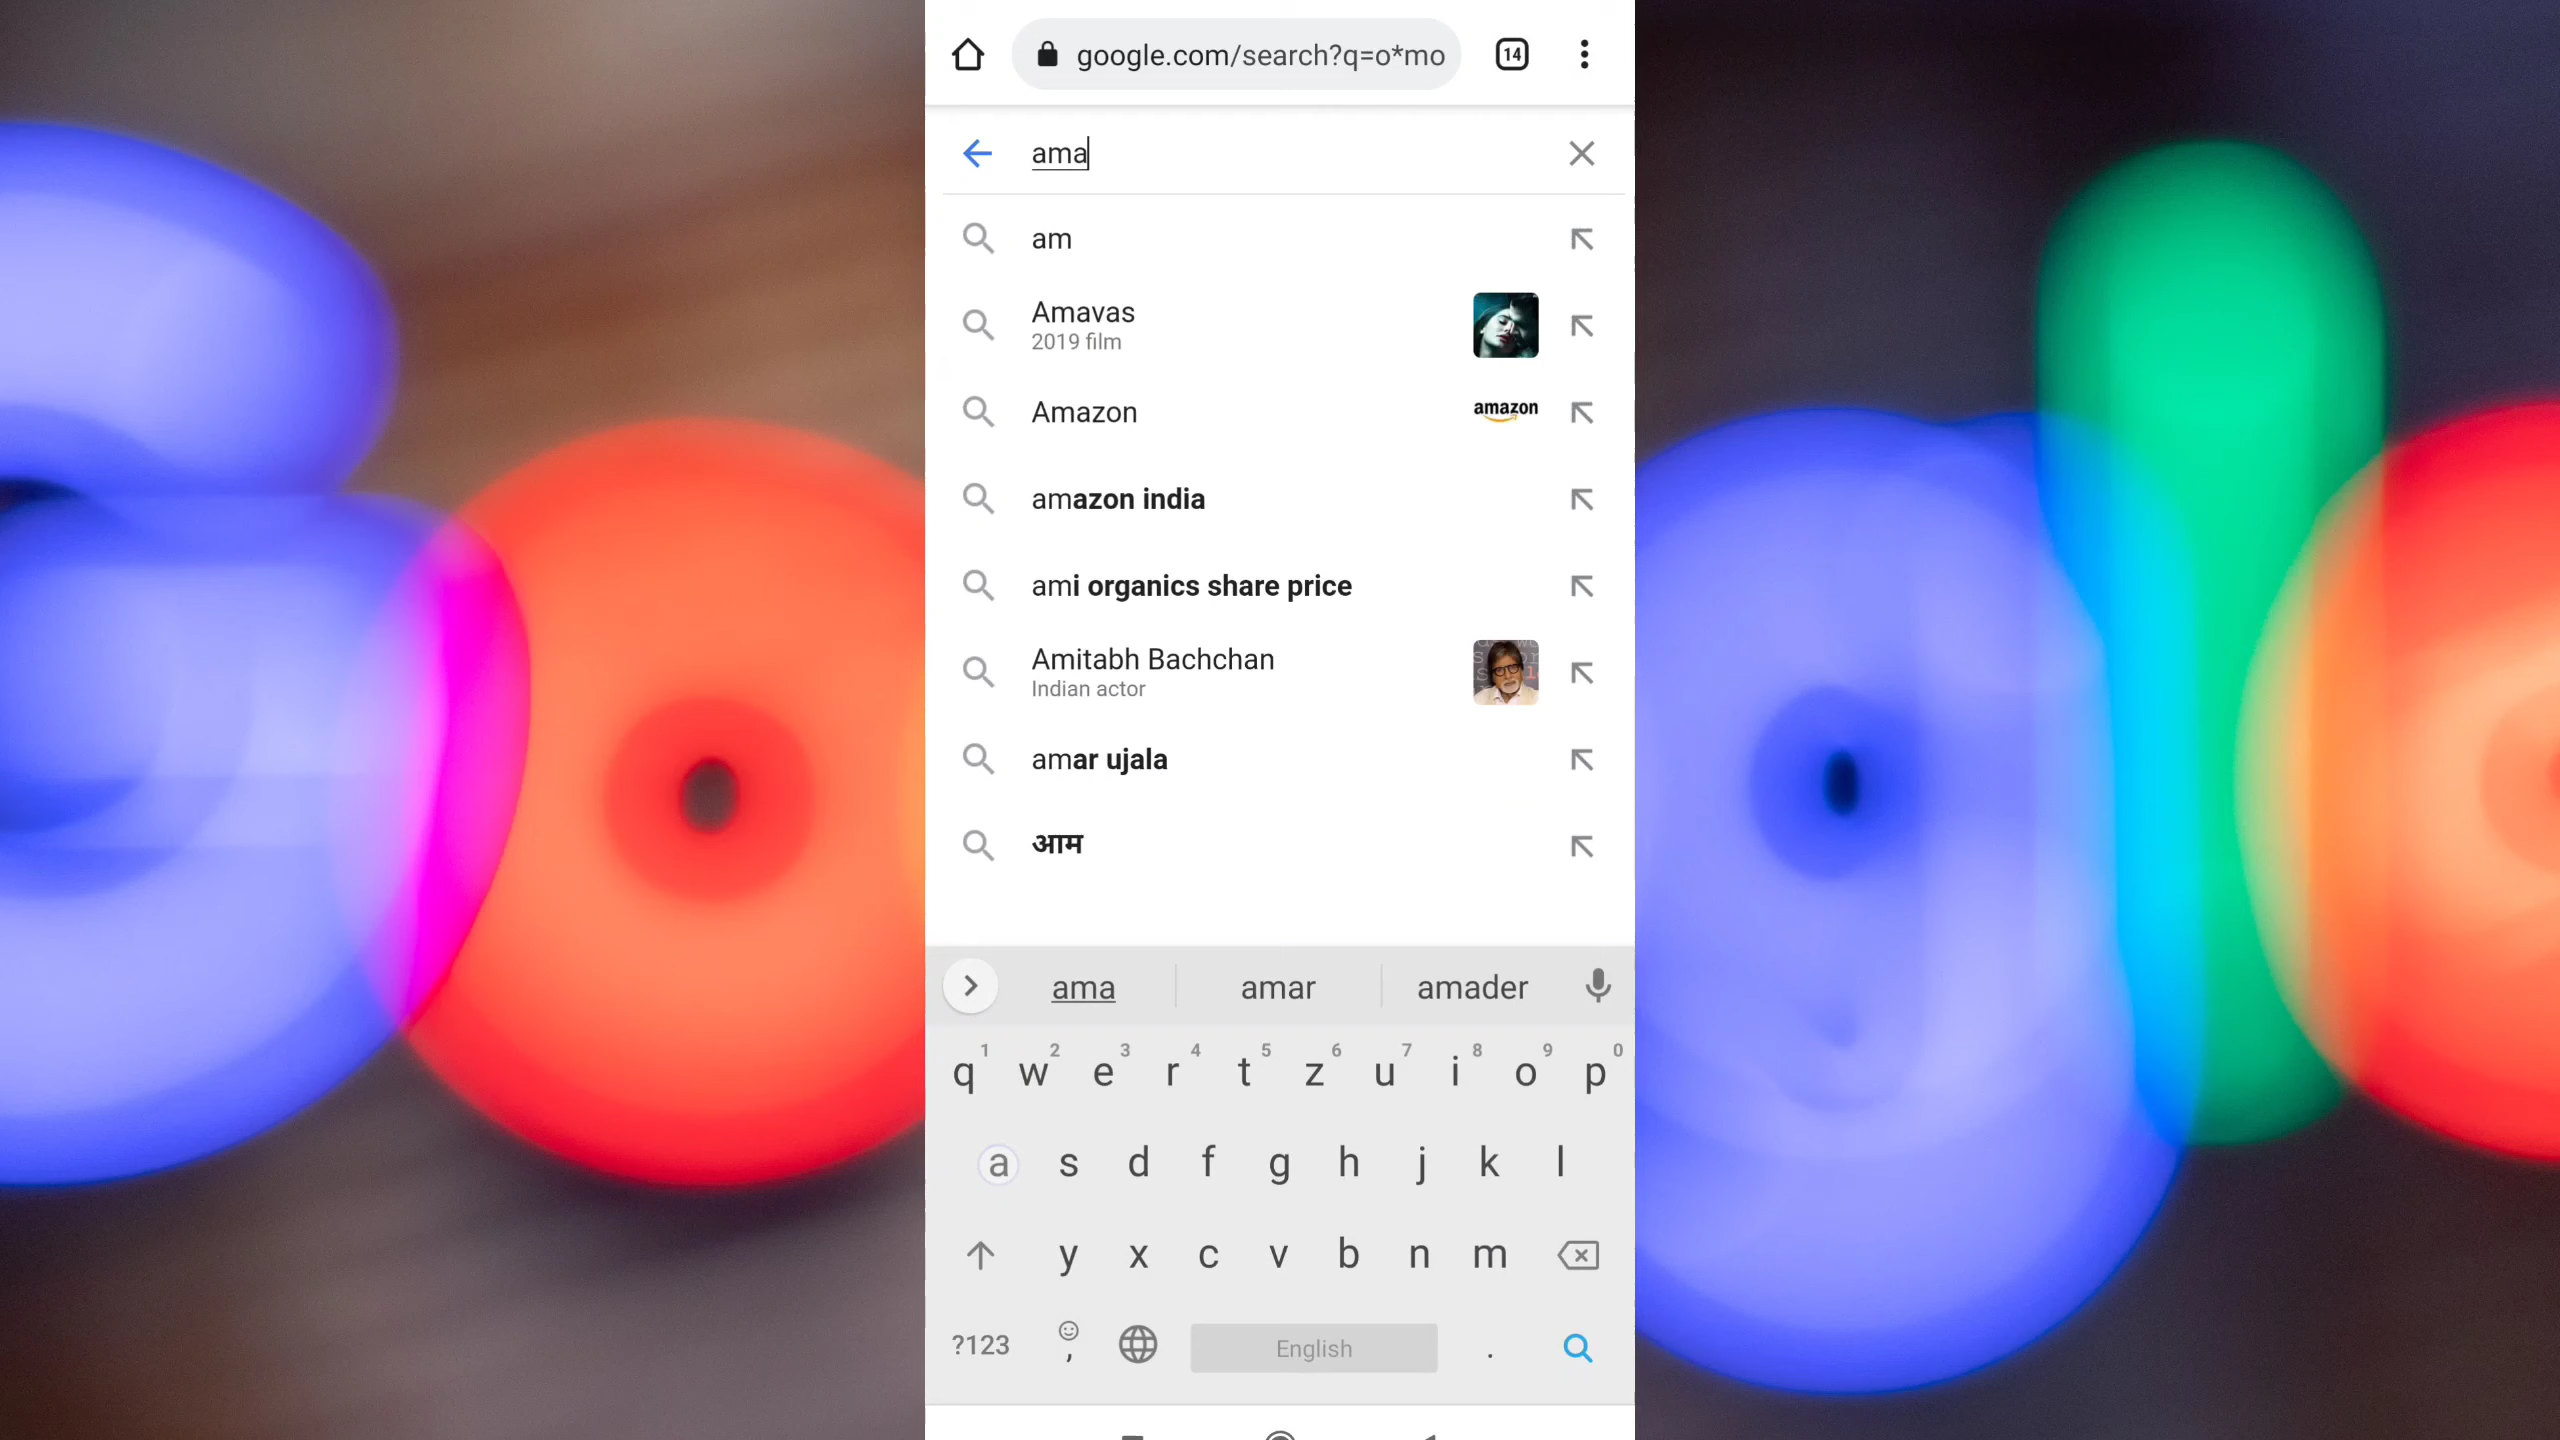 google.com/search?q=o*mo
14
ama
am
Amavas
2019 film
Amazon
amazon
amazon india
ami organics share price
Amitabh Bachchan
Indian actor
amar ujala
आम
ama amar amader
1 2 3 4 5 6 7 8 9 0
q w e r t z u i o p
a s d f g h j k l
y x c v b n m
?123 , English .